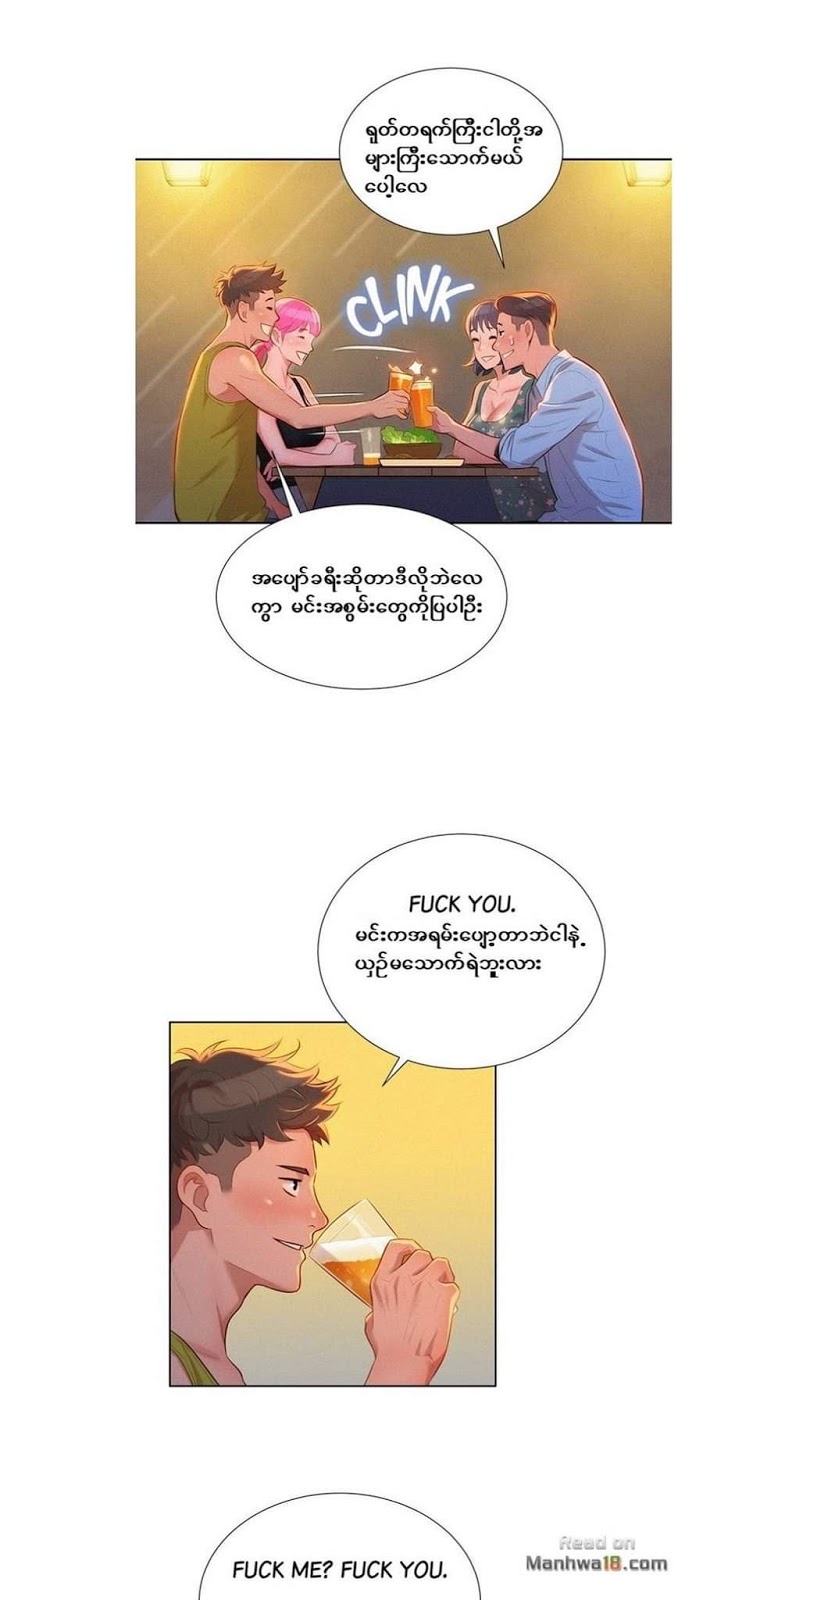 ရုတ်တရက်ကြီးငါတို့အ
များကြီးသောက်မယ်
ပေါ့လေ
CLINK
အပျော်ခရီးဆိုတာဒီလိုဘဲလေ
ကွာ မင်းအစွမ်းတွေကိုပြပါဦး
FUCK YOU.
မင်းကအရမ်းပျော့တာဘဲငါနဲ့
ယှဉ်မသောက်ရဲဘူးလား
FUCK ME? FUCK YOU.
Read on
Manhwa18.com